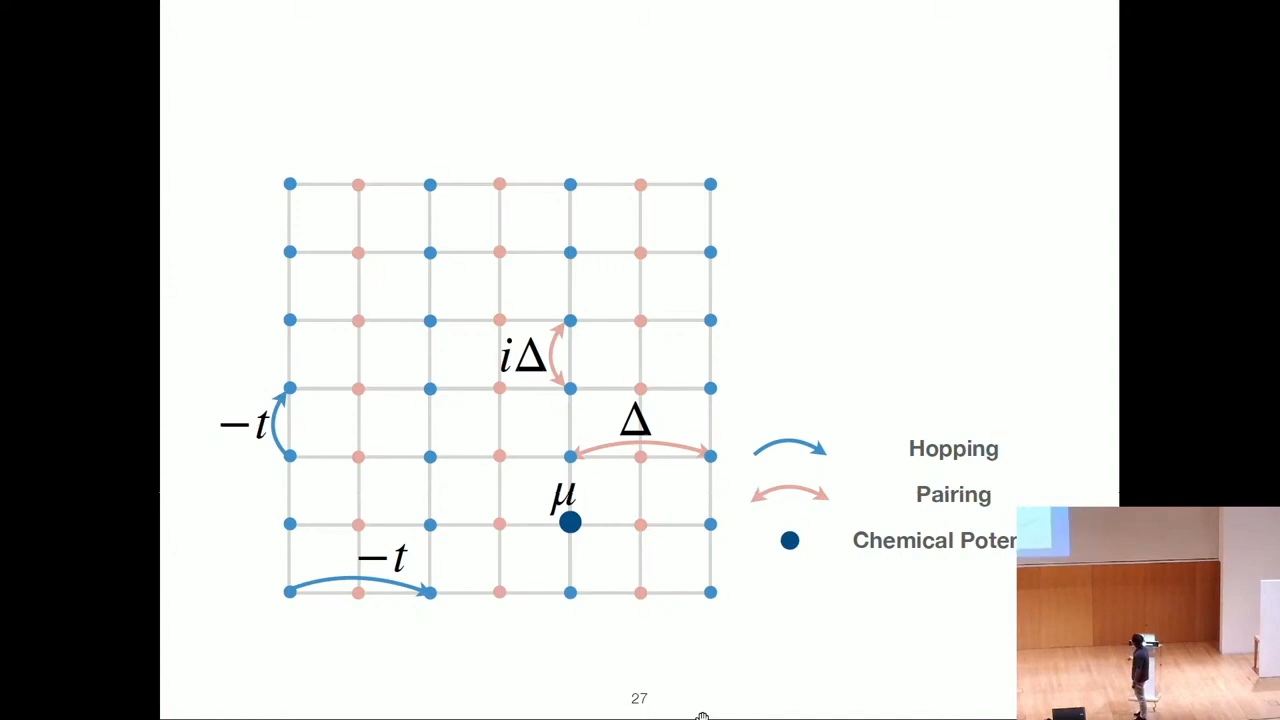 iΔ
Δ
−t
Hopping
Pairing
μ
Chemical Poten
−t
27